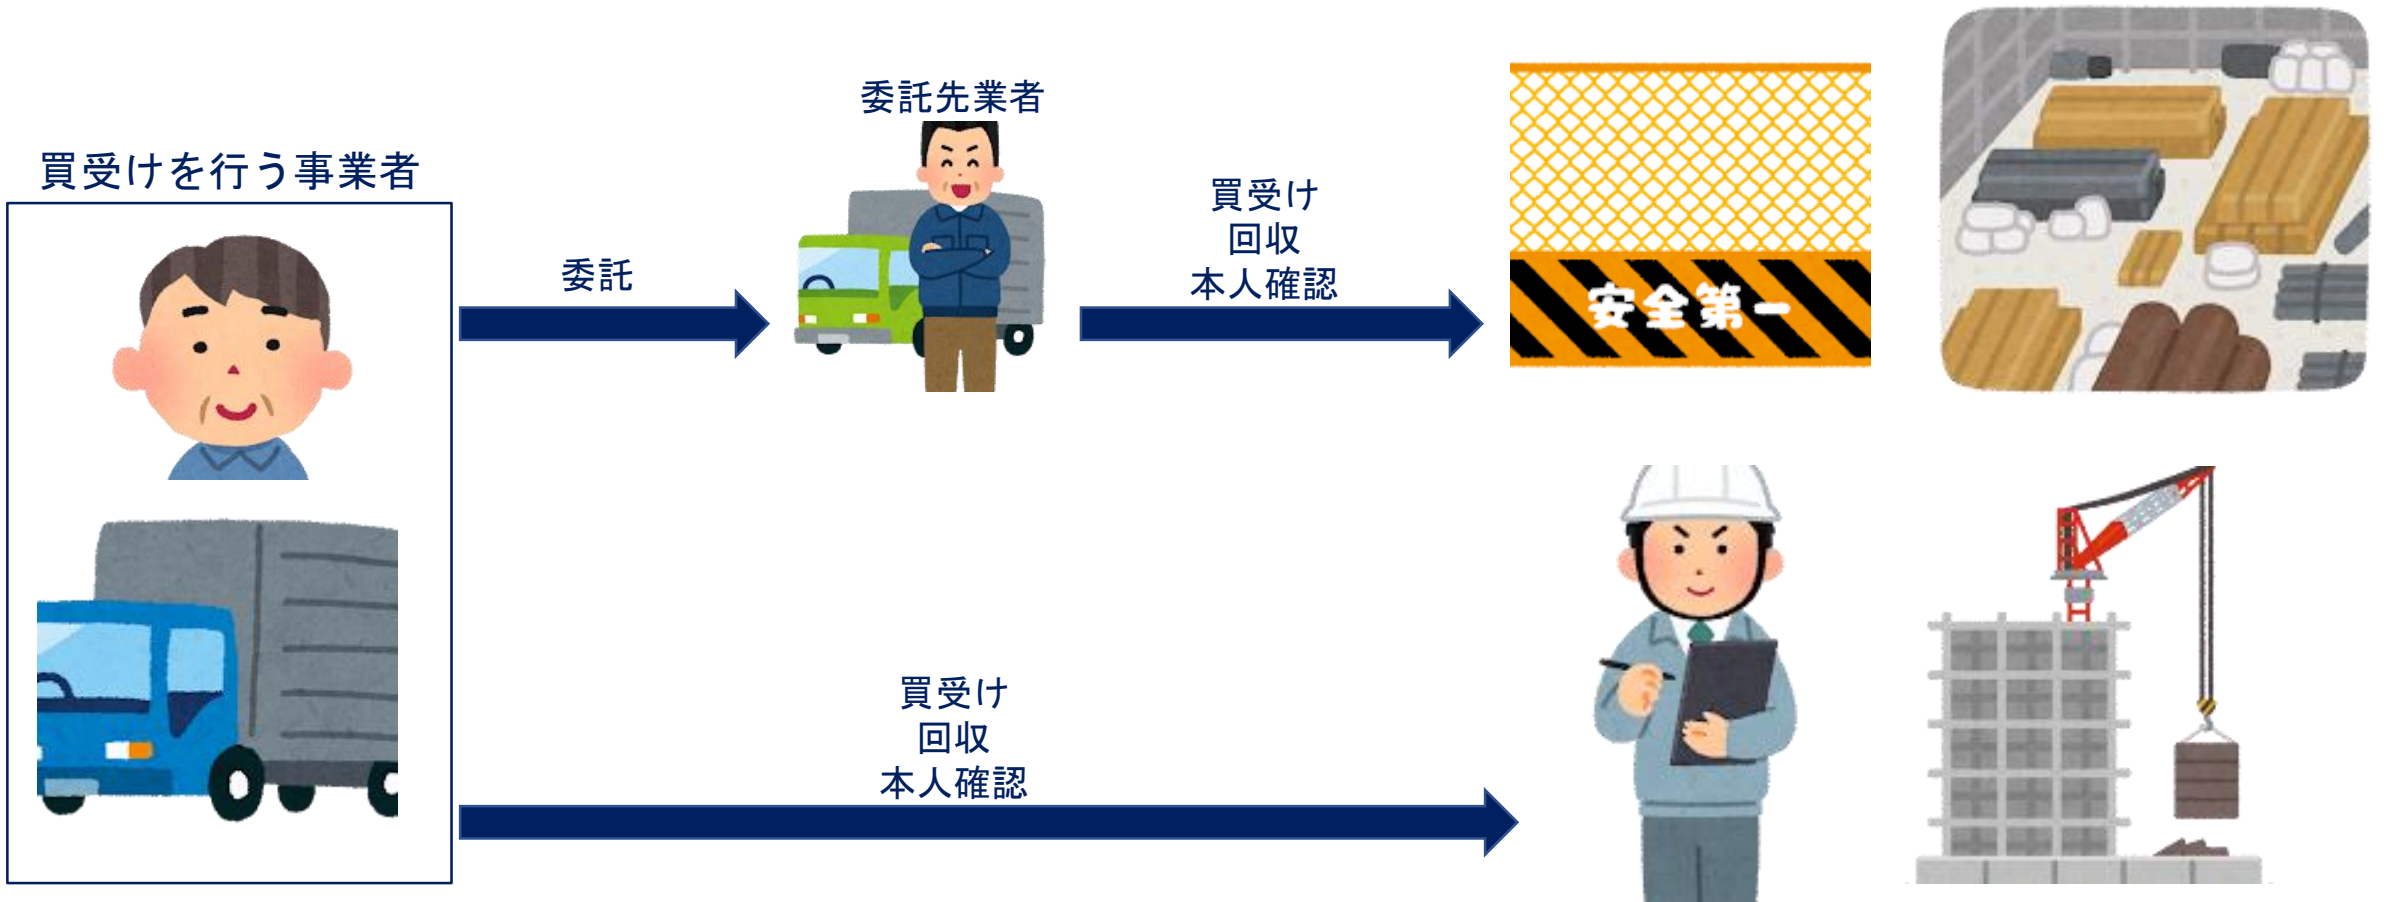 買受けを行う事業者
委託
委託先業者
買受け
回収
本人確認
安全第一
買受け
回収
本人確認